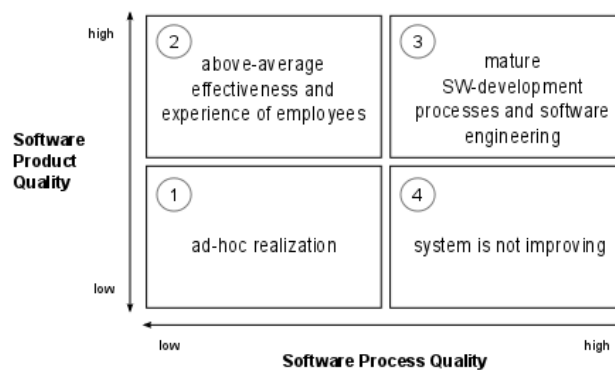 high
2
above-average
effectiveness and
experience of employees
3
mature
SW-development
processes and software
engineering
Software
Product
Quality
1
ad-hoc realization
4
system is not improving
low
low
high
Software Process Quality